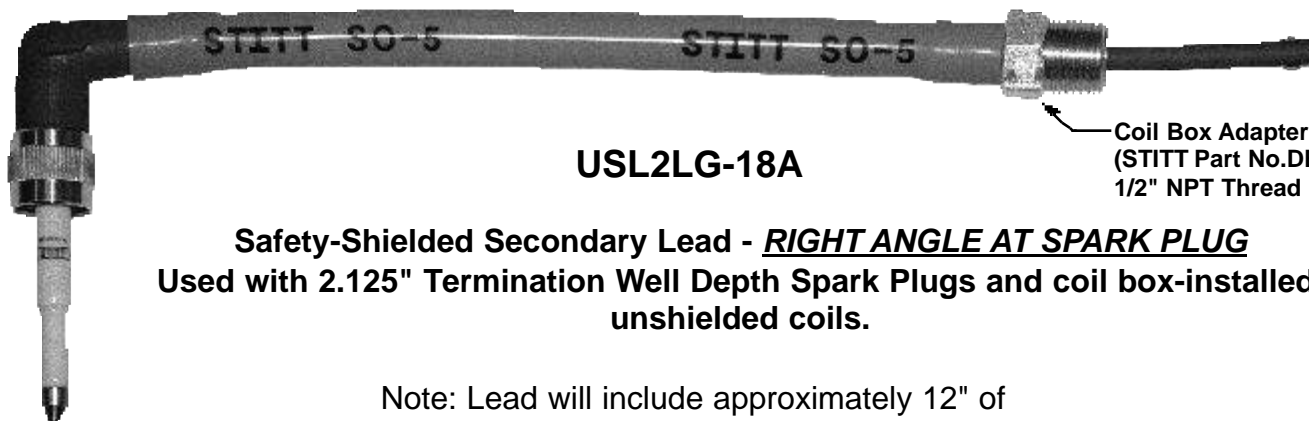 STITT SO-5 STITT SO-5
Coil Box Adapter
(STITT Part No.
1/2" NPT Thread
USL2LG-18A
Safety-Shielded Secondary Lead - RIGHT ANGLE AT SPARK PLUG
Used with 2.125" Termination Well Depth Spark Plugs and coil box-installed
unshielded coils.
Note: Lead will include approximately 12" of